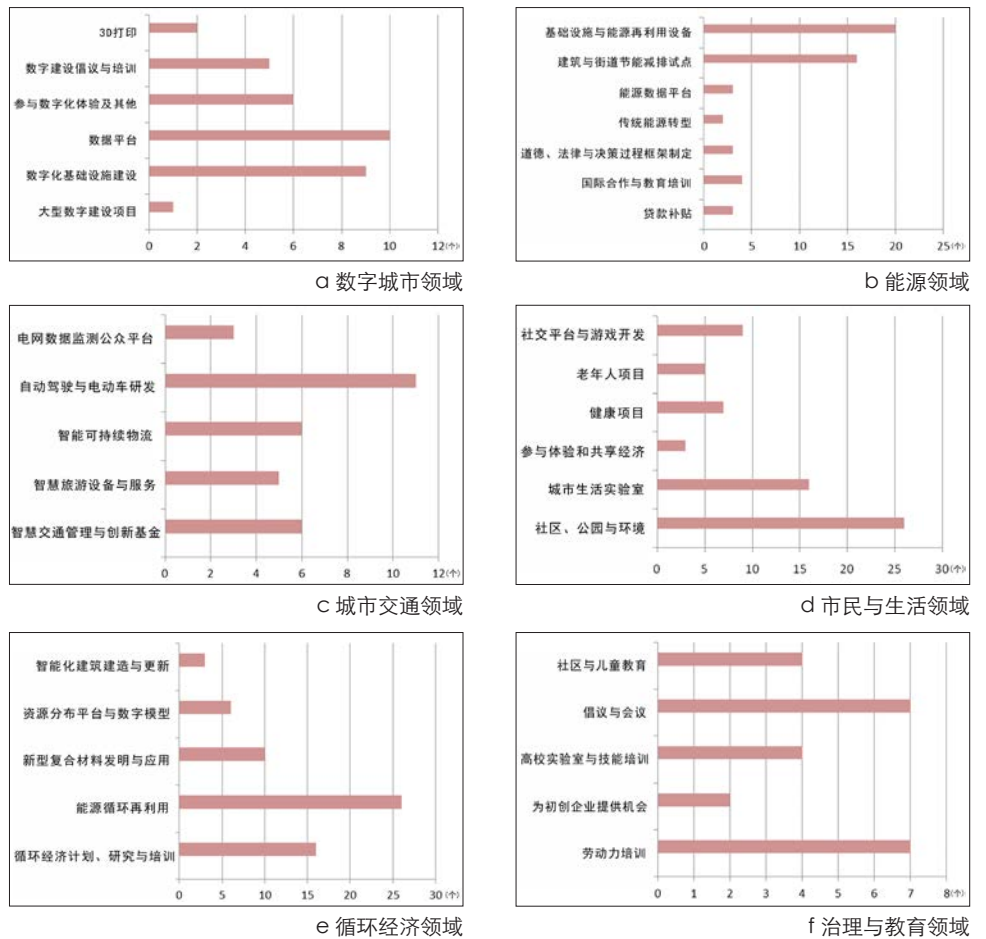 3D打印
数字建设倡议与培训
参与数字化体验及其他
数据平台
数字化基础设施建设
大型数字建设项目
0 2 4 6 8 10 12(个)
a 数字城市领域
基础设施与能源再利用设备
建筑与街道节能减排试点
能源数据平台
传统能源转型
道德、法律与决策过程框架制定
国际合作与教育培训
贷款补贴
0 5 10 15 20 25(个)
b 能源领域
电网数据监测公众平台
自动驾驶与电动车研发
智能可持续物流
智慧旅游设备与服务
智慧交通管理与创新基金
0 2 4 6 8 10 12(个)
c 城市交通领域
社交平台与游戏开发
老年人项目
健康项目
参与体验和共享经济
城市生活实验室
社区、公园与环境
0 5 10 15 20 25 30(个)
d 市民与生活领域
智能化建筑建造与更新
资源分布平台与数字模型
新型复合材料发明与应用
能源循环再利用
循环经济计划、研究与培训
0 5 10 15 20 25 30(个)
e 循环经济领域
社区与儿童教育
倡议与会议
高校实验室与技能培训
为初创企业提供机会
劳动力培训
0 1 2 3 4 5 6 7 8(个)
f 治理与教育领域